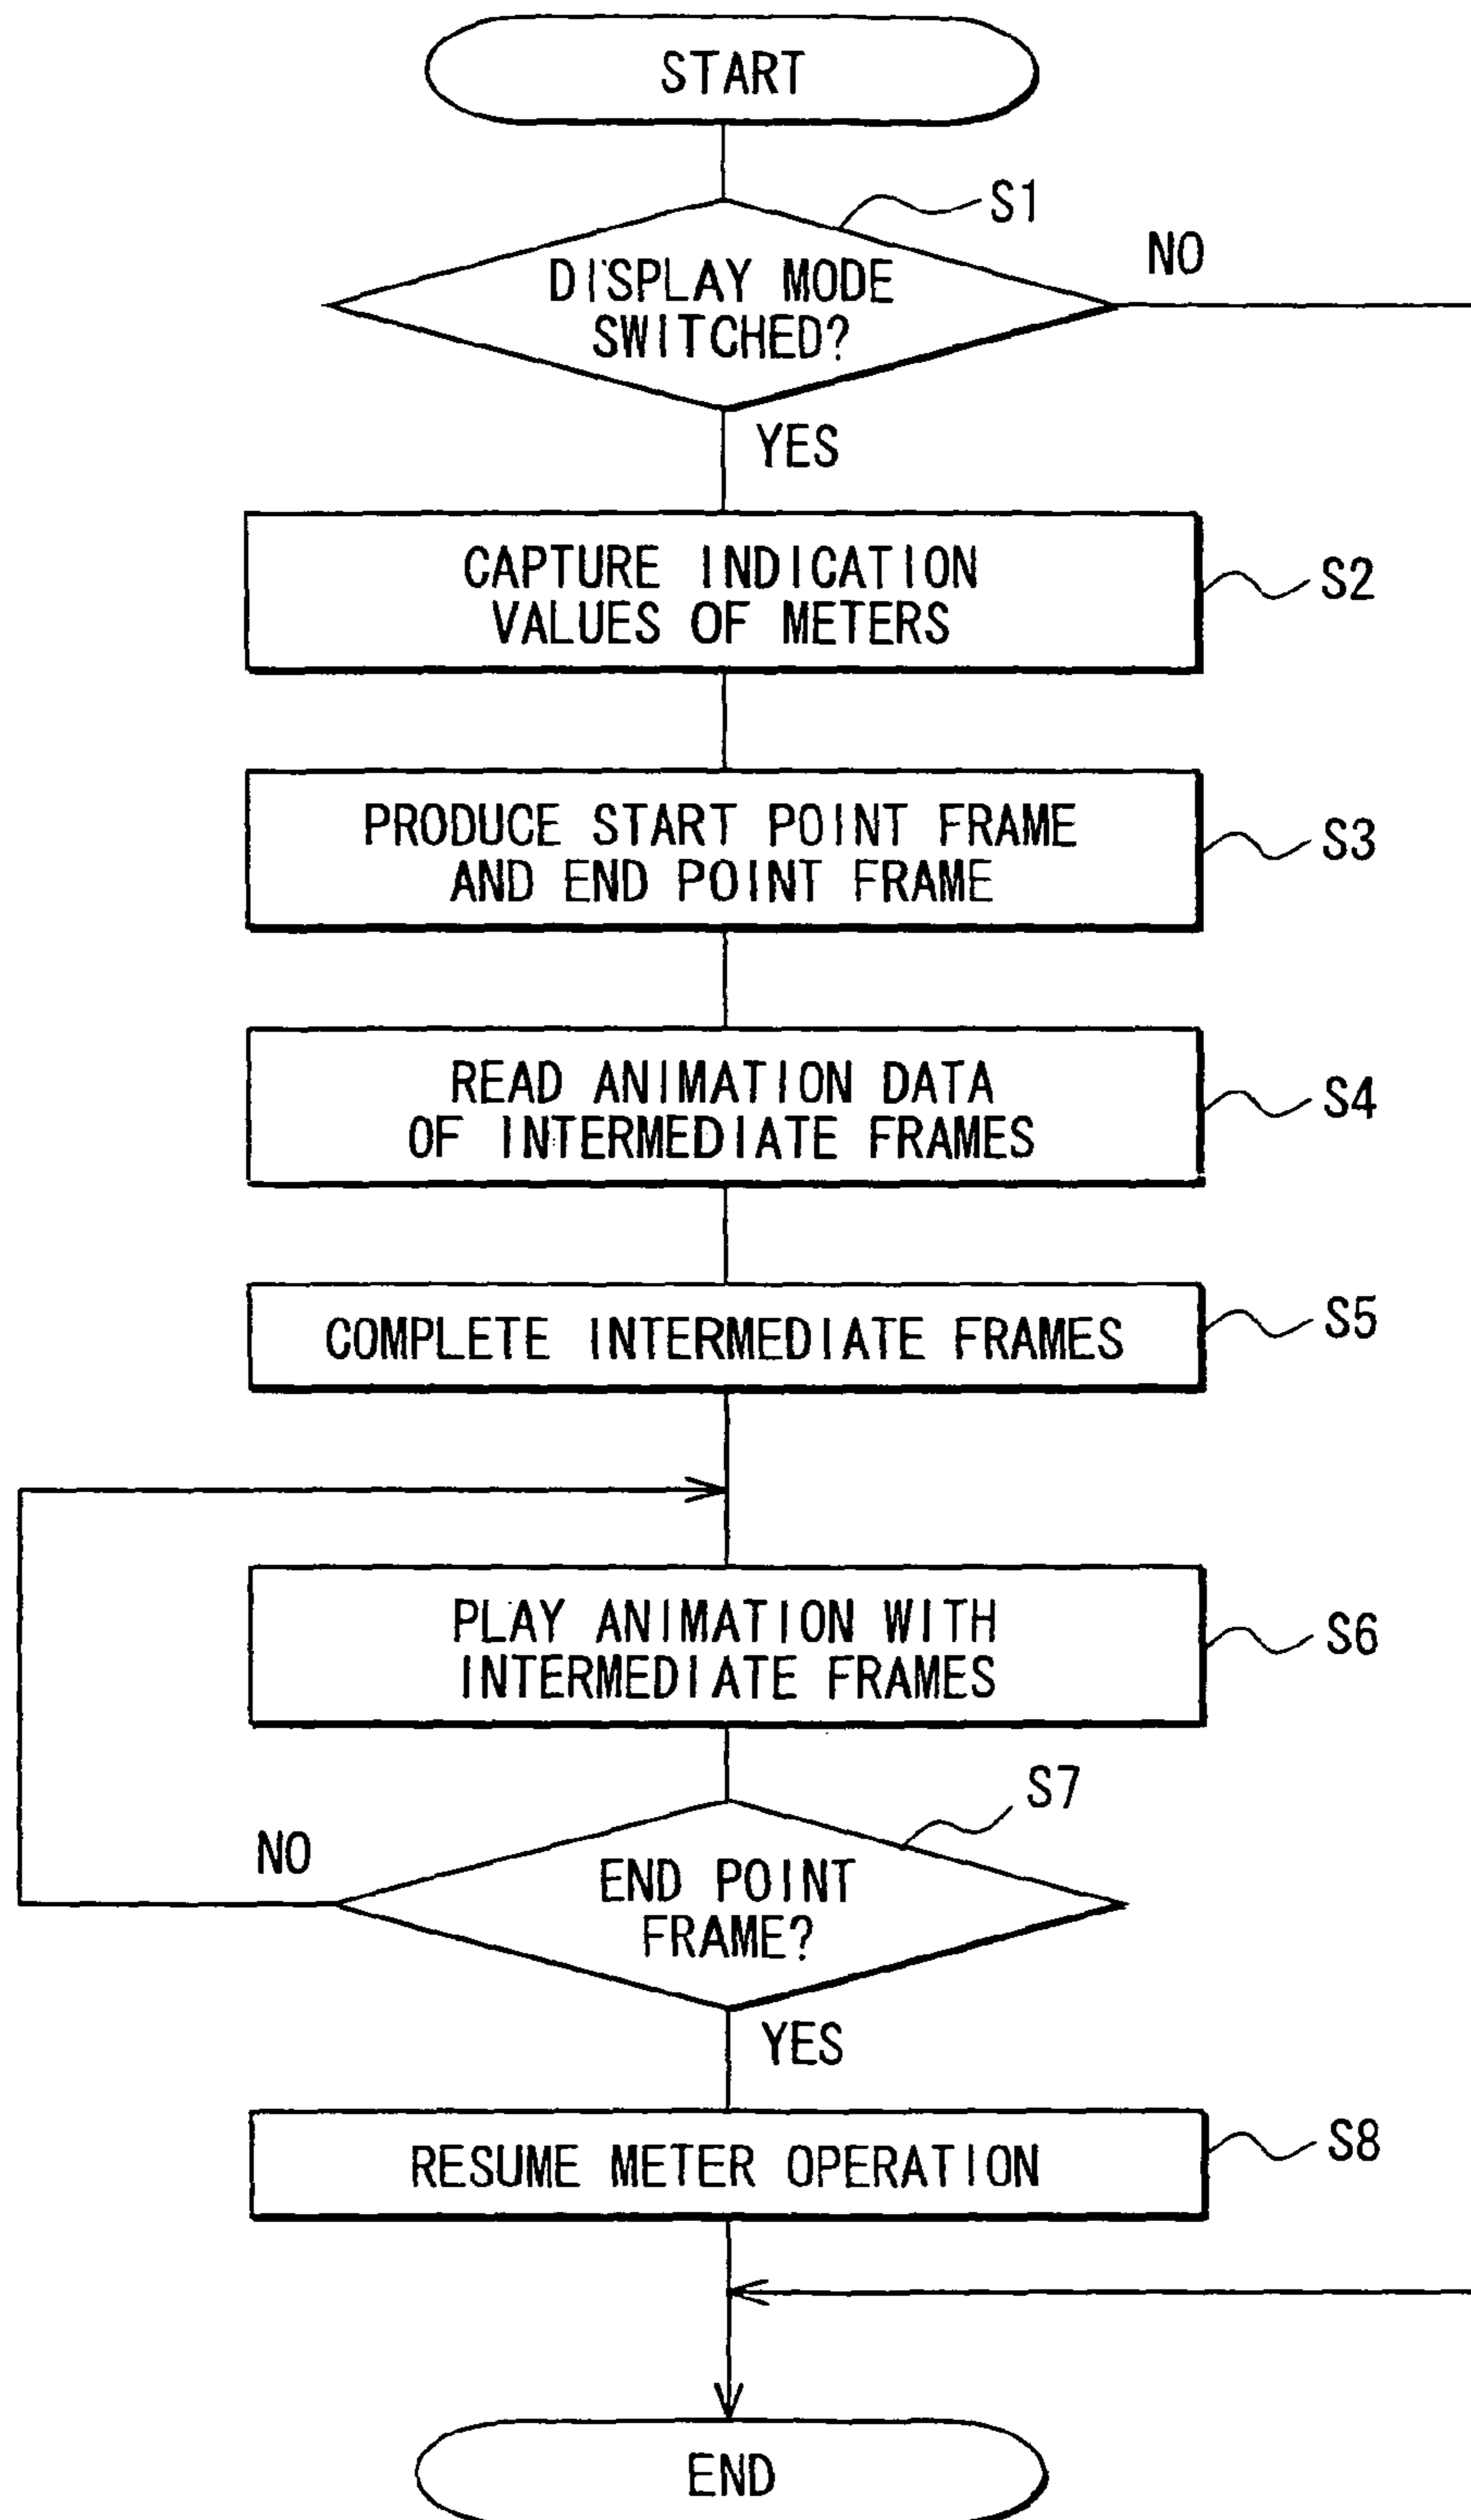 START
S1
NO
DISPLAY MODE
SWITCHED?
YES
CAPTURE INDICATION
VALUES OF METERS
S2
PRODUCE START POINT FRAME
AND END POINT FRAME
S3
READ ANIMATION DATA
OF INTERMEDIATE FRAMES
S4
COMPLETE INTERMEDIATE FRAMES
S5
PLAY ANIMATION WITH
INTERMEDIATE FRAMES
S6
S7
NO
END POINT
FRAME?
YES
RESUME METER OPERATION
S8
END